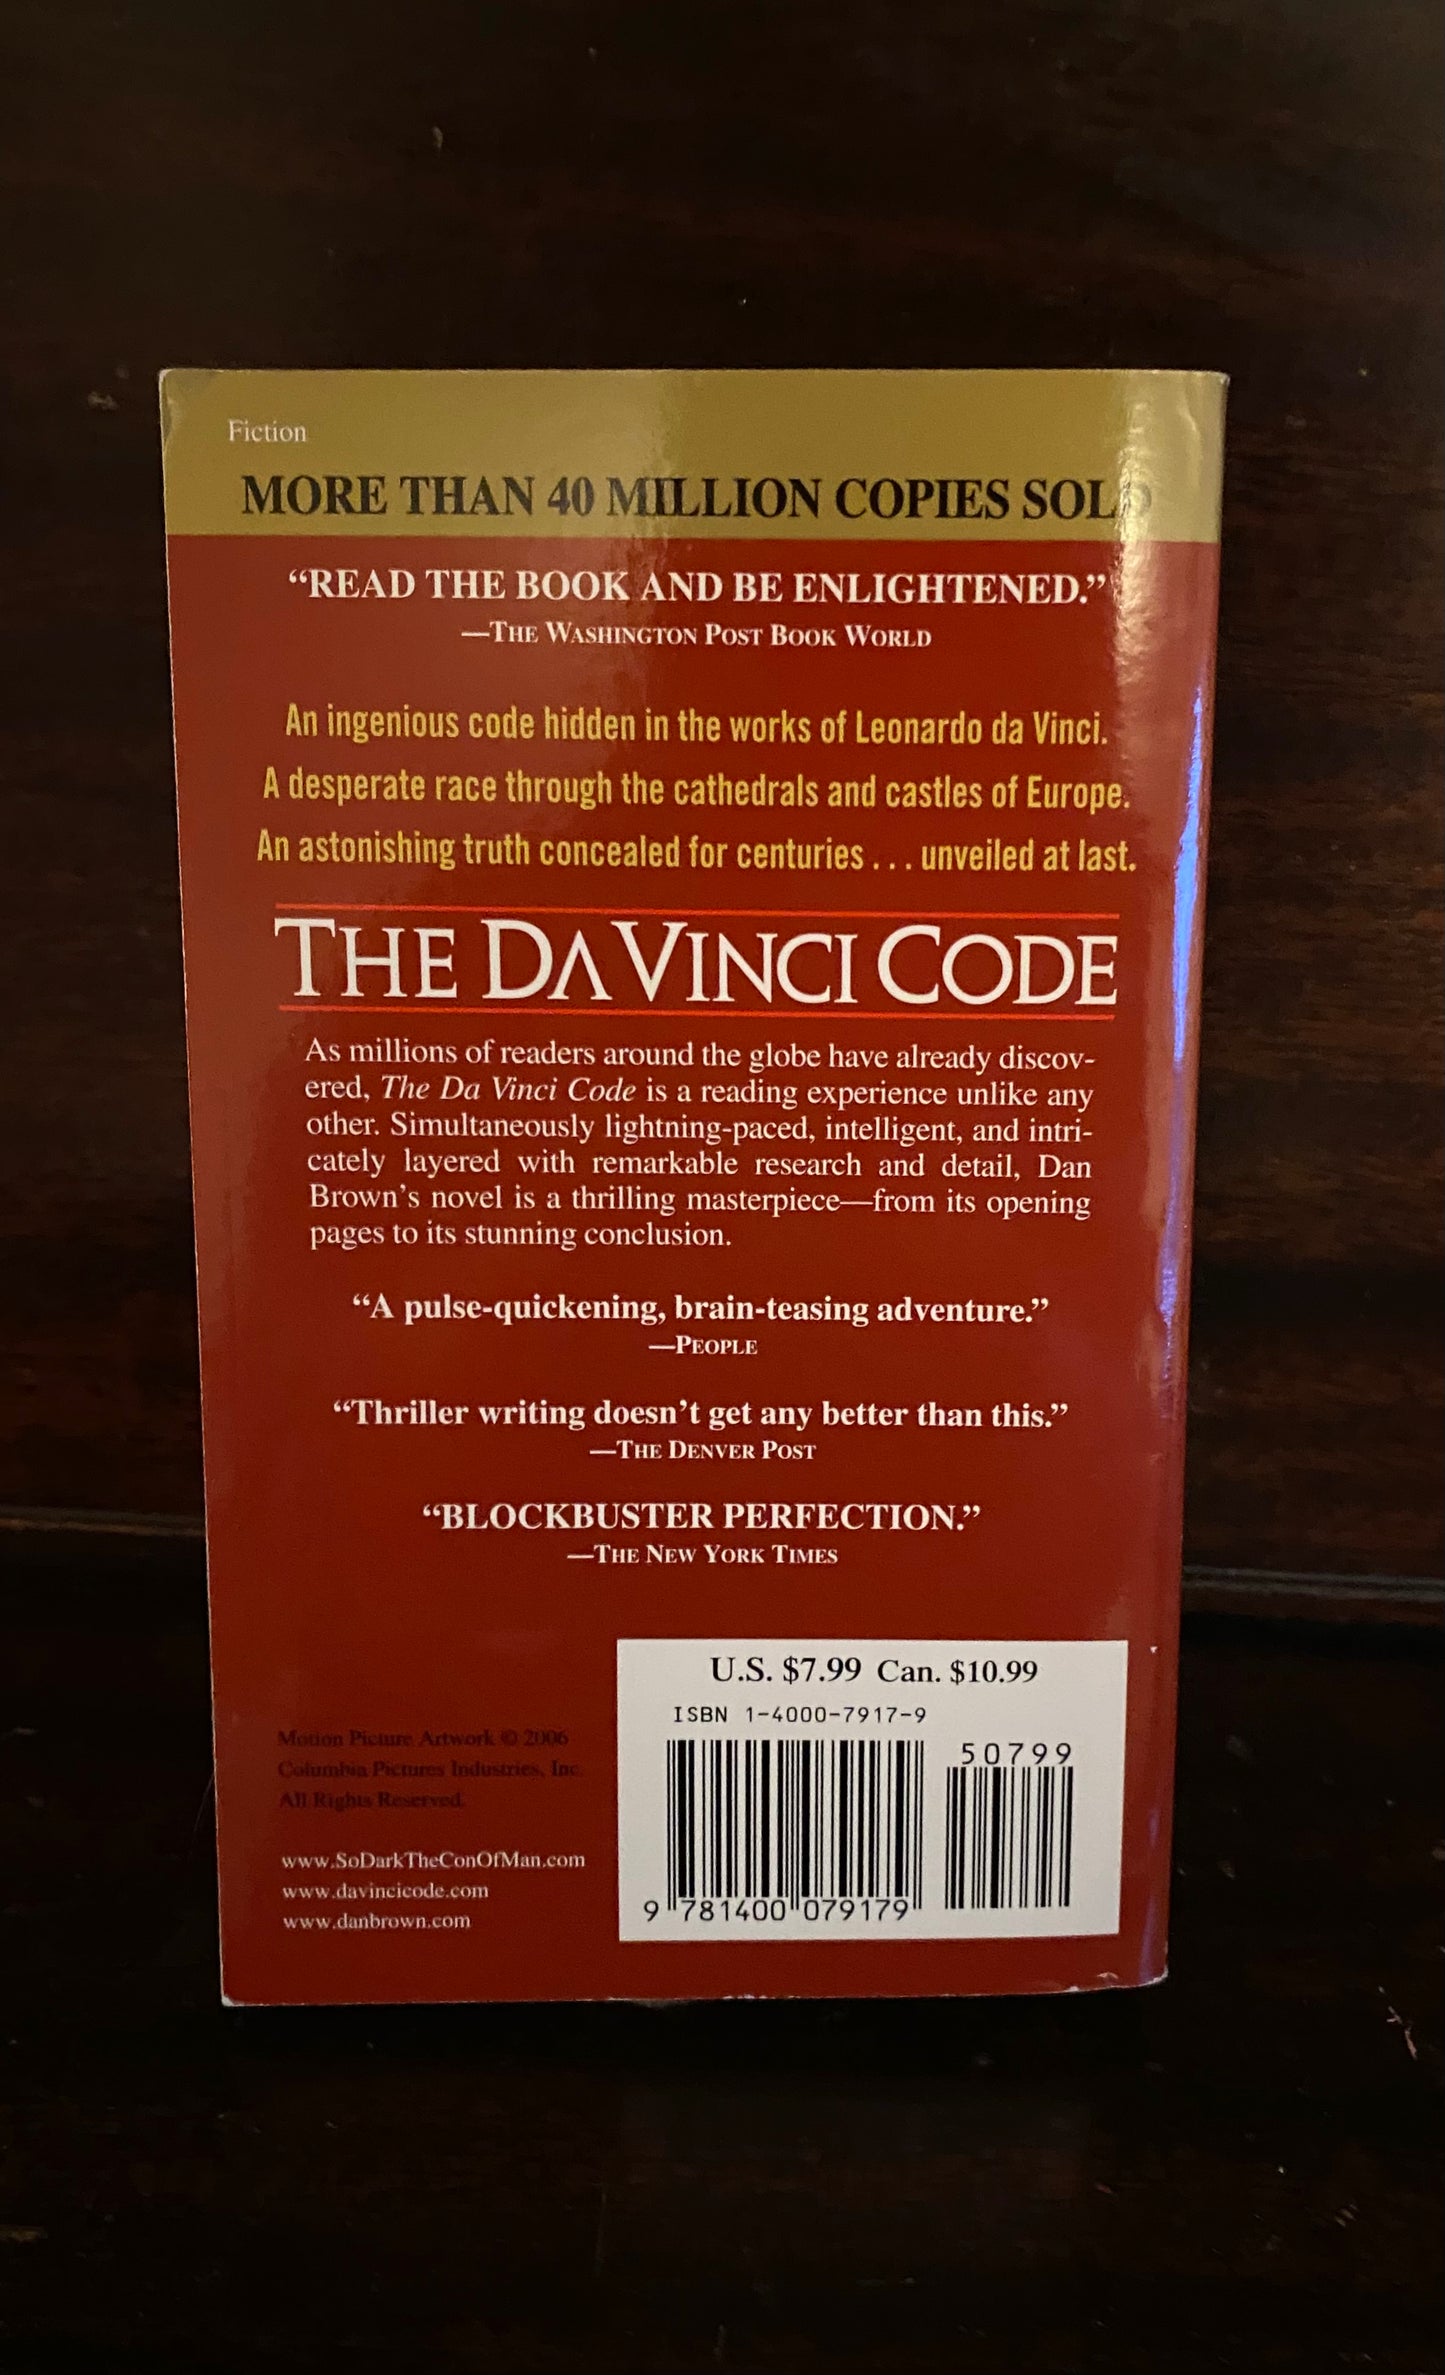 Fiction
MORE THAN 40 MILLION COPIES SOLD
“READ THE BOOK AND BE ENLIGHTENED.”
—THE WASHINGTON POST BOOK WORLD
An ingenious code hidden in the works of Leonardo da Vinci.
A desperate race through the cathedrals and castles of Europe.
An astonishing truth concealed for centuries . . . unveiled at last.
THE DA VINCI CODE
As millions of readers around the globe have already discov-
ered, The Da Vinci Code is a reading experience unlike any
other. Simultaneously lightning-paced, intelligent, and intri-
cately layered with remarkable research and detail, Dan
Brown’s novel is a thrilling masterpiece—from its opening
pages to its stunning conclusion.
“A pulse-quickening, brain-teasing adventure.”
—PEOPLE
“Thriller writing doesn’t get any better than this.”
—THE DENVER POST
“BLOCKBUSTER PERFECTION.”
—THE NEW YORK TIMES
U.S. $7.99 Can. $10.99
ISBN 1-4000-7917-9
50799
9 781400 079179
Motion Picture Artwork © 2006
Columbia Pictures Industries, Inc.
All Rights Reserved.
www.SoDarkTheConOfMan.com
www.davincicode.com
www.danbrown.com